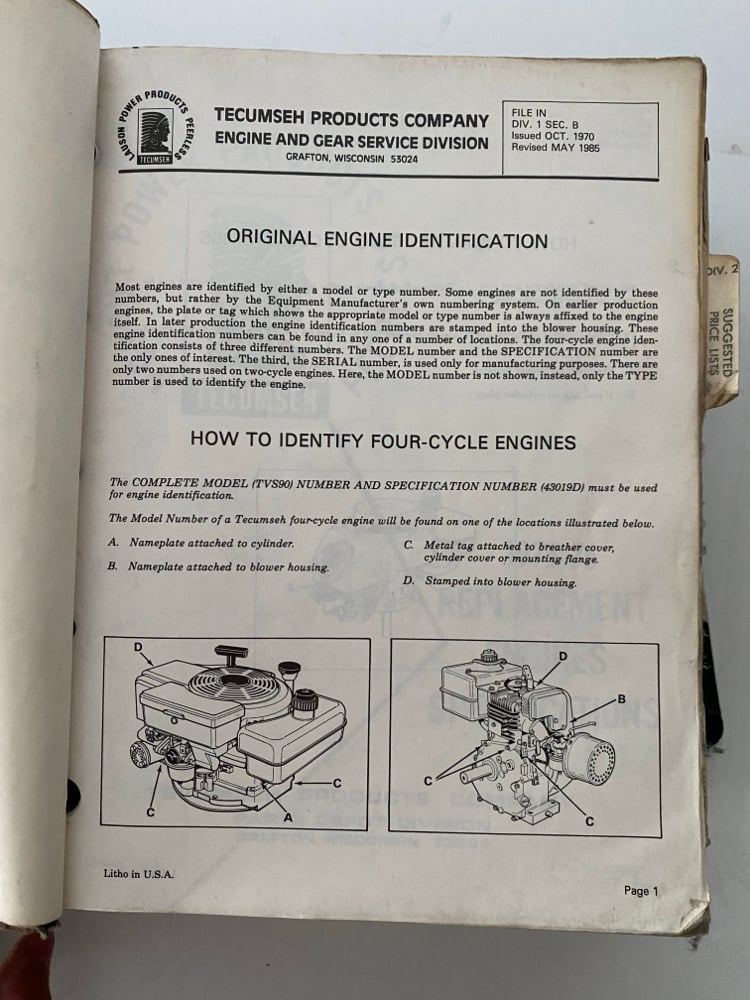 LAUSON POWER PRODUCTS PEERLESS
TECUMSEH
TECUMSEH PRODUCTS COMPANY
ENGINE AND GEAR SERVICE DIVISION
GRAFTON, WISCONSIN 53024
FILE IN
DIV. 1 SEC. B
Issued OCT. 1970
Revised MAY 1985
ORIGINAL ENGINE IDENTIFICATION
Most engines are identified by either a model or type number. Some engines are not identified by these
numbers, but rather by the Equipment Manufacturer's own numbering system. On earlier production
engines, the plate or tag which shows the appropriate model or type number is always affixed to the engine
itself. In later production the engine identification numbers are stamped into the blower housing. These
engine identification numbers can be found in any one of a number of locations. The four-cycle engine iden-
tification consists of three different numbers. The MODEL number and the SPECIFICATION number are
the only ones of interest. The third, the SERIAL number, is used only for manufacturing purposes. There are
only two numbers used on two-cycle engines. Here, the MODEL number is not shown, instead, only the TYPE
number is used to identify the engine.
HOW TO IDENTIFY FOUR-CYCLE ENGINES
The COMPLETE MODEL (TVS90) NUMBER AND SPECIFICATION NUMBER (43019D) must be used
for engine identification.
The Model Number of a Tecumseh four-cycle engine will be found on one of the locations illustrated below.
A. Nameplate attached to cylinder.
B. Nameplate attached to blower housing.
C. Metal tag attached to breather cover,
cylinder cover or mounting flange.
D. Stamped into blower housing.
D
C
A
C
D
B
C
C
Litho in U.S.A.
Page 1
DIV. 2
SUGGESTED
PRICE LISTS